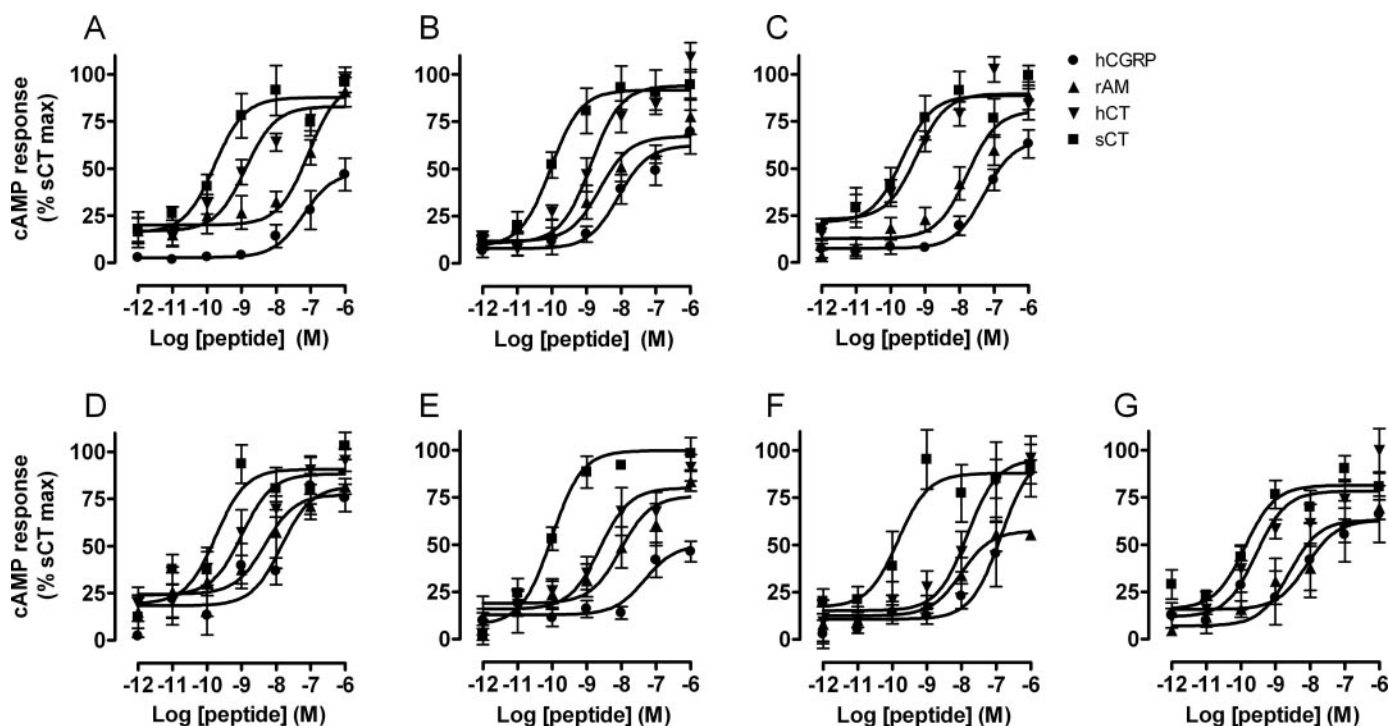 A
B
C
cAMP response
(% sCT max)
100
75
50
25
0
-12 -11 -10 -9 -8 -7 -6
Log [peptide] (M)
100
75
50
25
0
-12 -11 -10 -9 -8 -7 -6
Log [peptide] (M)
100
75
50
25
0
-12 -11 -10 -9 -8 -7 -6
Log [peptide] (M)
hCGRP
rAM
hCT
sCT
D
E
F
G
cAMP response
(% sCT max)
100
75
50
25
0
-12 -11 -10 -9 -8 -7 -6
Log [peptide] (M)
100
75
50
25
0
-12 -11 -10 -9 -8 -7 -6
Log [peptide] (M)
100
75
50
25
0
-12 -11 -10 -9 -8 -7 -6
Log [peptide] (M)
100
75
50
25
0
-12 -11 -10 -9 -8 -7 -6
Log [peptide] (M)